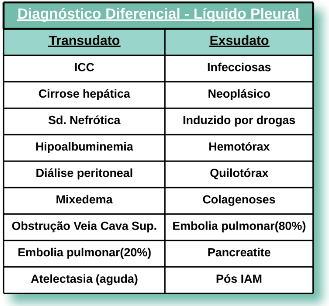 Diagnóstico Diferencial - Líquido Pleural
Transudato Exsudato
ICC Infecciosas
Cirrose hepática Neoplásico
Sd. Nefrótica Induzido por drogas
Hipoalbuminemia Hemotórax
Diálise peritoneal Quilotórax
Mixedema Colagenoses
Obstrução Veia Cava Sup. Embolia pulmonar(80%)
Embolia pulmonar(20%) Pancreatite
Atelectasia (aguda) Pós IAM